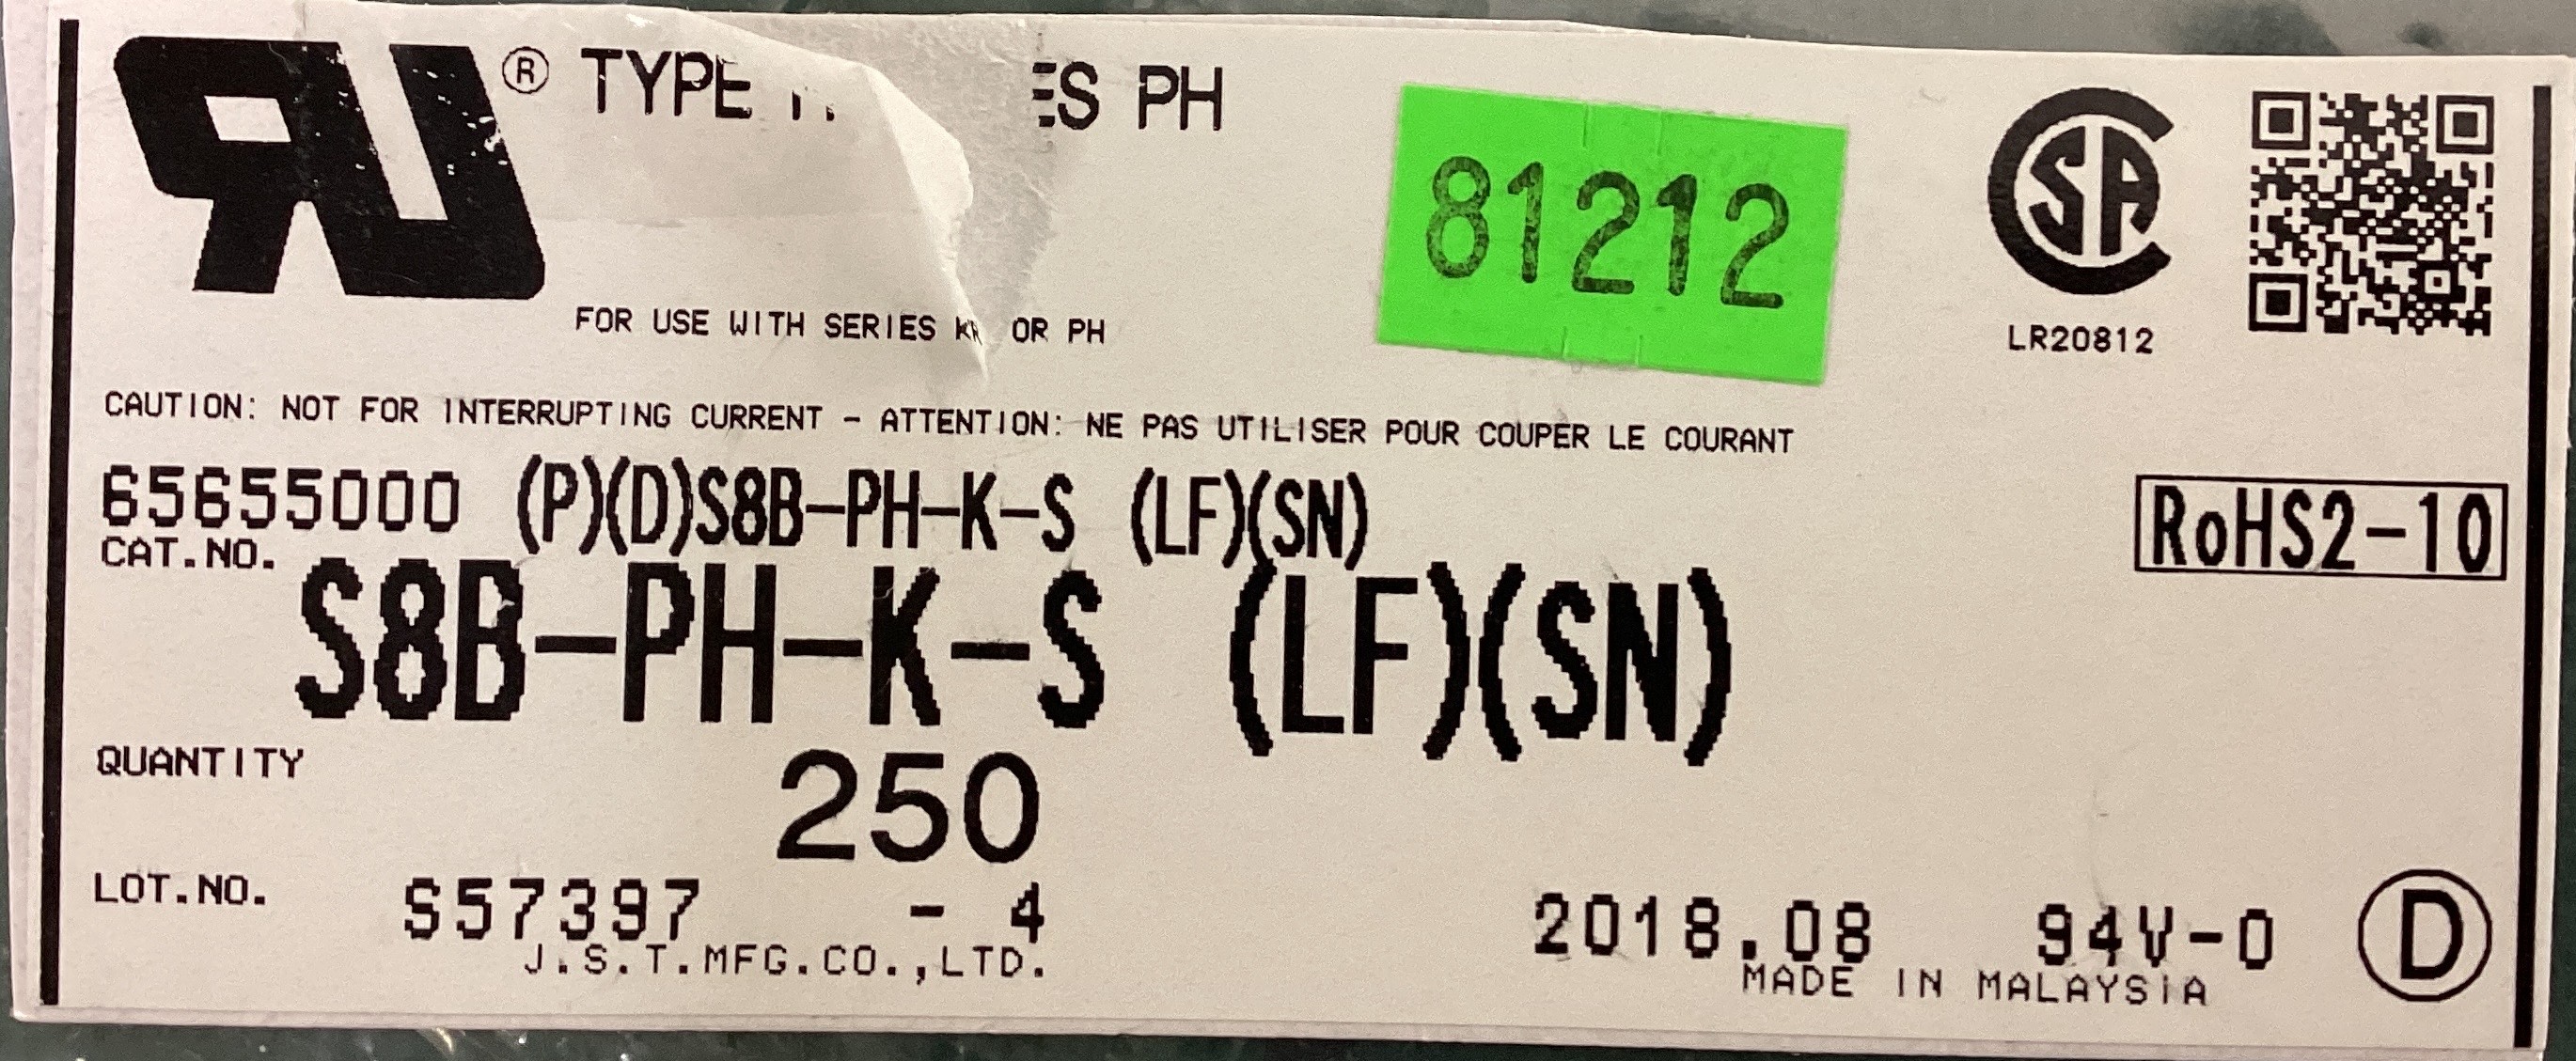 ® TYPE ES PH
81212
CSA
LR20812
FOR USE WITH SERIES KR OR PH
CAUTION: NOT FOR INTERRUPTING CURRENT - ATTENTION: NE PAS UTILISER POUR COUPER LE COURANT
65655000 (P)(D)S8B-PH-K-S (LF)(SN)
RoHS2-10
CAT.NO.
S8B-PH-K-S (LF)(SN)
QUANTITY 250
LOT.NO. S57397 - 4
2018.08 94V-0 D
J.S.T.MFG.CO.,LTD.
MADE IN MALAYSIA